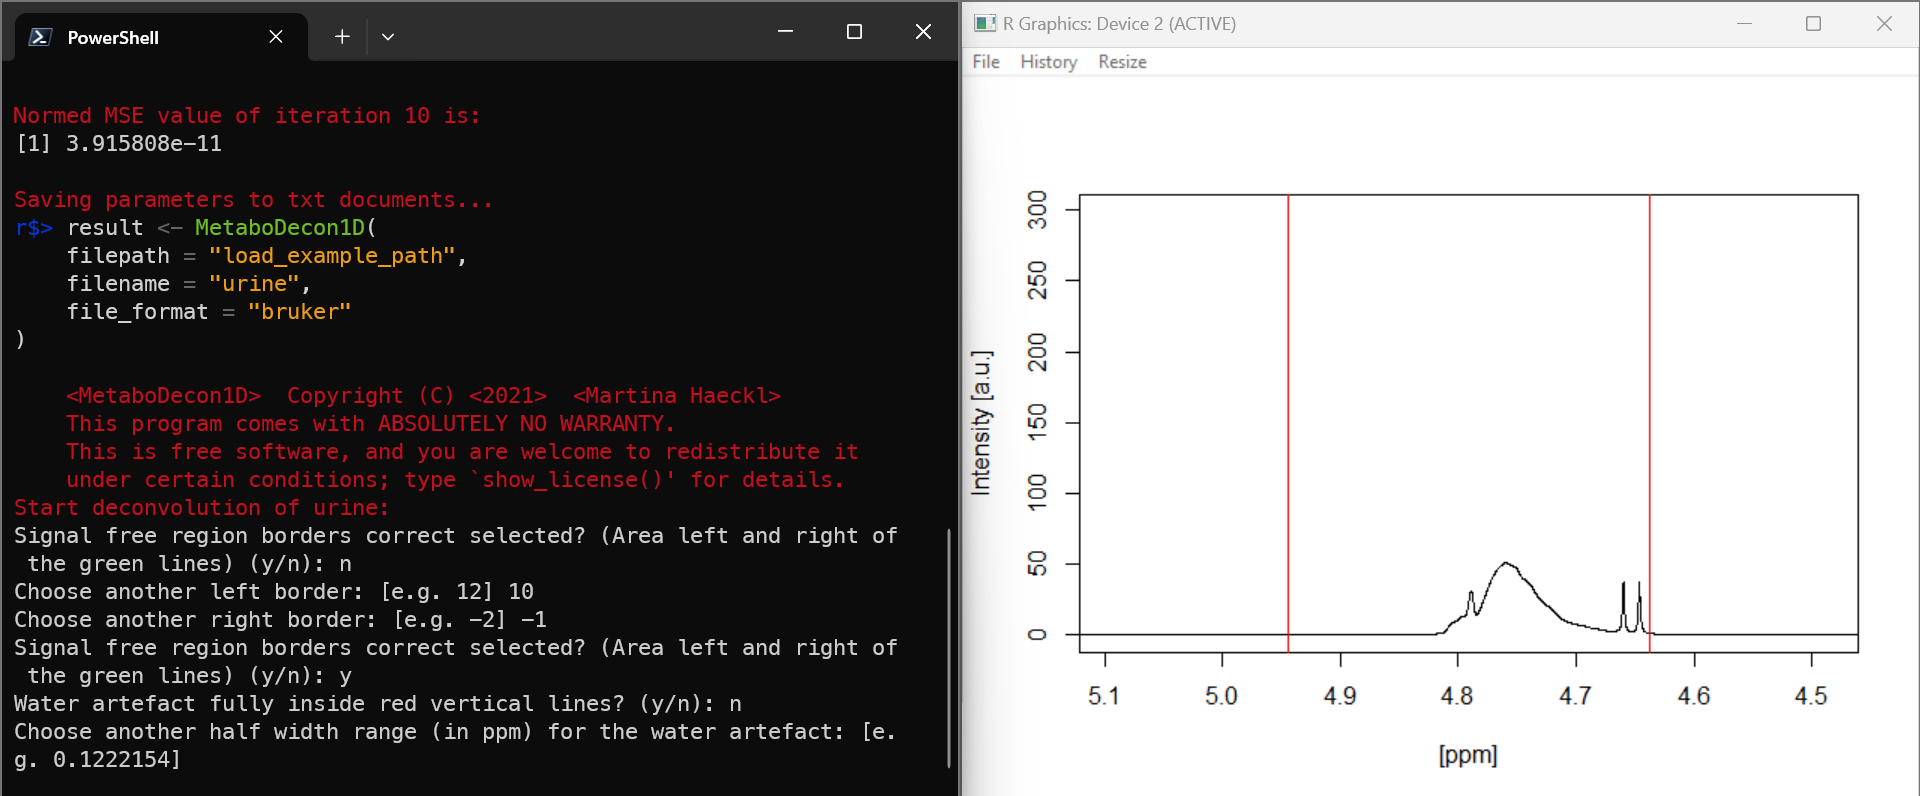 PowerShell
Normed MSE value of iteration 10 is:
[1] 3.915808e-11
Saving parameters to txt documents...
r$> result <- MetaboDecon1D(
filepath = "load_example_path",
filename = "urine",
file_format = "bruker"
)
<MetaboDecon1D>  Copyright (C) <2021>  <Martina Haeckl>
This program comes with ABSOLUTELY NO WARRANTY.
This is free software, and you are welcome to redistribute it
under certain conditions; type `show_license()' for details.
Start deconvolution of urine:
Signal free region borders correct selected? (Area left and right of
the green lines) (y/n): n
Choose another left border: [e.g. 12] 10
Choose another right border: [e.g. -2] -1
Signal free region borders correct selected? (Area left and right of
the green lines) (y/n): y
Water artefact fully inside red vertical lines? (y/n): n
Choose another half width range (in ppm) for the water artefact: [e.
g. 0.1222154]
R Graphics: Device 2 (ACTIVE)
File History Resize
Intensity [a.u.]
300
250
200
150
100
50
0
5.1 5.0 4.9 4.8 4.7 4.6 4.5
[ppm]